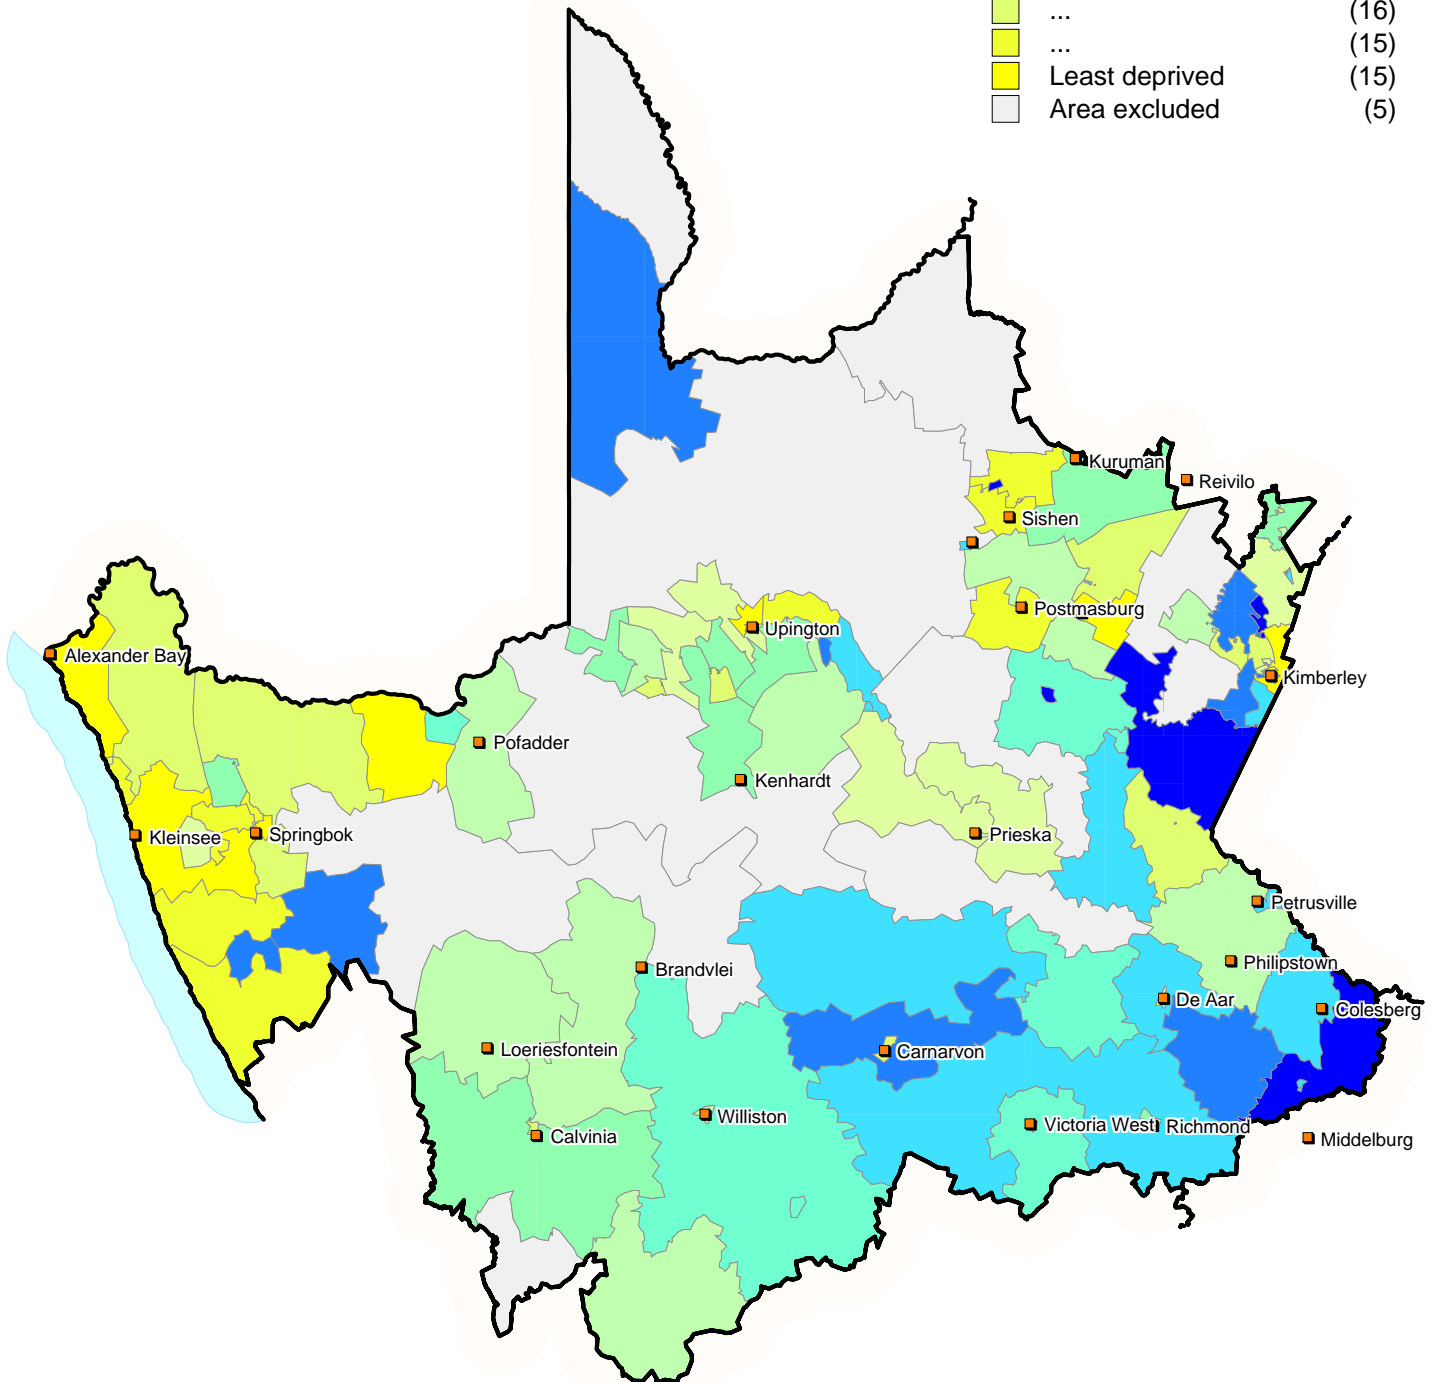 ... (16)
... (15)
Least deprived (15)
Area excluded (5)
Kuruman
Reivilo
Sishen
Postmasburg
Upington
Alexander Bay
Kimberley
Pofadder
Kenhardt
Kleinsee
Springbok
Prieska
Petrusville
Brandvlei
Philipstown
De Aar
Colesberg
Loeriesfontein
Carnarvon
Williston
Victoria West
Richmond
Calvinia
Middelburg